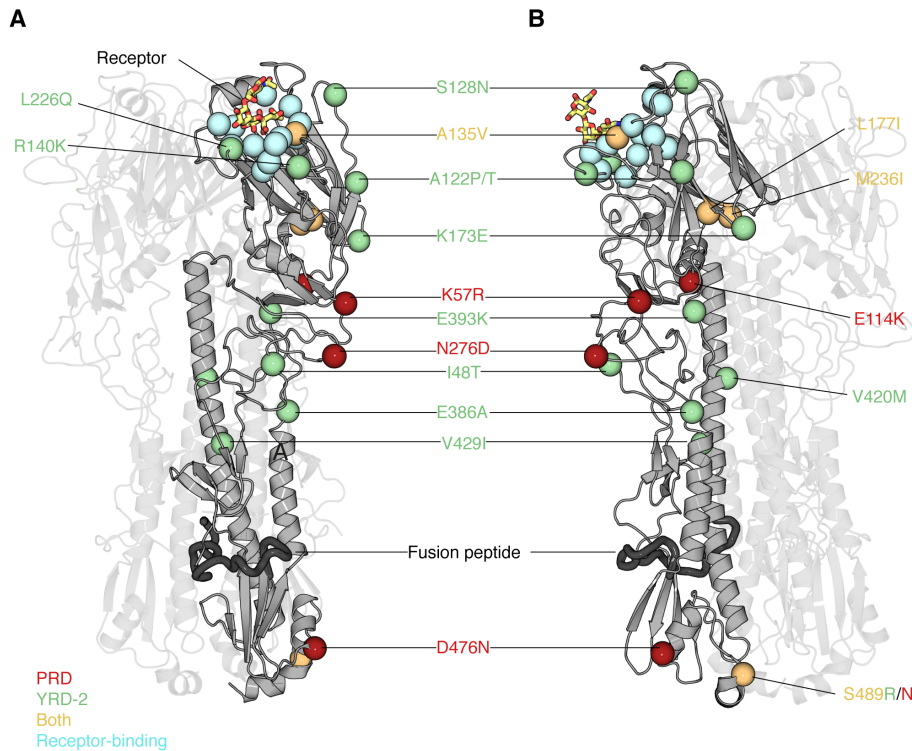 A
B
Receptor
L226Q
S128N
L177I
A135V
R140K
M236I
A122P/T
K173E
K57R
E393K
E114K
N276D
I48T
V420M
E386A
V429I
A
Fusion peptide
D476N
PRD
S489R/N
YRD-2
Both
Receptor-binding